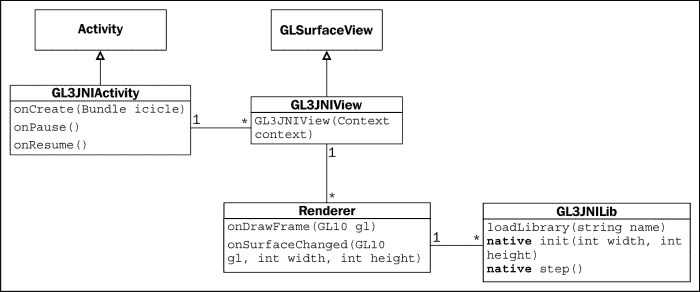 Activity
GLSurfaceView
GL3JNIActivity
onCreate(Bundle icicle)
onPause()
onResume()
1
*
GL3JNIView
GL3JNIView(Context
context)
1
*
Renderer
onDrawFrame(GL10 gl)
onSurfaceChanged(GL10
gl, int width, int height)
1
*
GL3JNILib
loadLibrary(string name)
native init(int width, int
height)
native step()